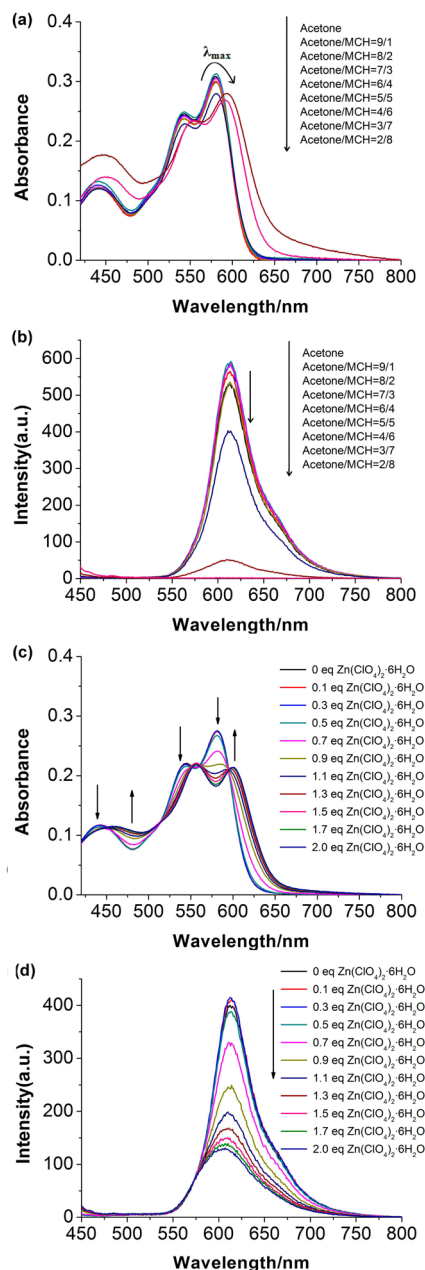 (a)
λmax
Acetone
Acetone/MCH=9/1
Acetone/MCH=8/2
Acetone/MCH=7/3
Acetone/MCH=6/4
Acetone/MCH=5/5
Acetone/MCH=4/6
Acetone/MCH=3/7
Acetone/MCH=2/8
Absorbance
0.4
0.3
0.2
0.1
0.0
450 500 550 600 650 700 750 800
Wavelength/nm
(b)
Acetone
Acetone/MCH=9/1
Acetone/MCH=8/2
Acetone/MCH=7/3
Acetone/MCH=6/4
Acetone/MCH=5/5
Acetone/MCH=4/6
Acetone/MCH=3/7
Acetone/MCH=2/8
Intensity(a.u.)
600
500
400
300
200
100
0
450 500 550 600 650 700 750 800
Wavelength/nm
(c)
0 eq Zn(ClO4)2·6H2O
0.1 eq Zn(ClO4)2·6H2O
0.3 eq Zn(ClO4)2·6H2O
0.5 eq Zn(ClO4)2·6H2O
0.7 eq Zn(ClO4)2·6H2O
0.9 eq Zn(ClO4)2·6H2O
1.1 eq Zn(ClO4)2·6H2O
1.3 eq Zn(ClO4)2·6H2O
1.5 eq Zn(ClO4)2·6H2O
1.7 eq Zn(ClO4)2·6H2O
2.0 eq Zn(ClO4)2·6H2O
Absorbance
0.4
0.3
0.2
0.1
0.0
450 500 550 600 650 700 750 800
Wavelength/nm
(d)
0 eq Zn(ClO4)2·6H2O
0.1 eq Zn(ClO4)2·6H2O
0.3 eq Zn(ClO4)2·6H2O
0.5 eq Zn(ClO4)2·6H2O
0.7 eq Zn(ClO4)2·6H2O
0.9 eq Zn(ClO4)2·6H2O
1.1 eq Zn(ClO4)2·6H2O
1.3 eq Zn(ClO4)2·6H2O
1.5 eq Zn(ClO4)2·6H2O
1.7 eq Zn(ClO4)2·6H2O
2.0 eq Zn(ClO4)2·6H2O
Intensity(a.u.)
400
300
200
100
0
450 500 550 600 650 700 750 800
Wavelength/nm